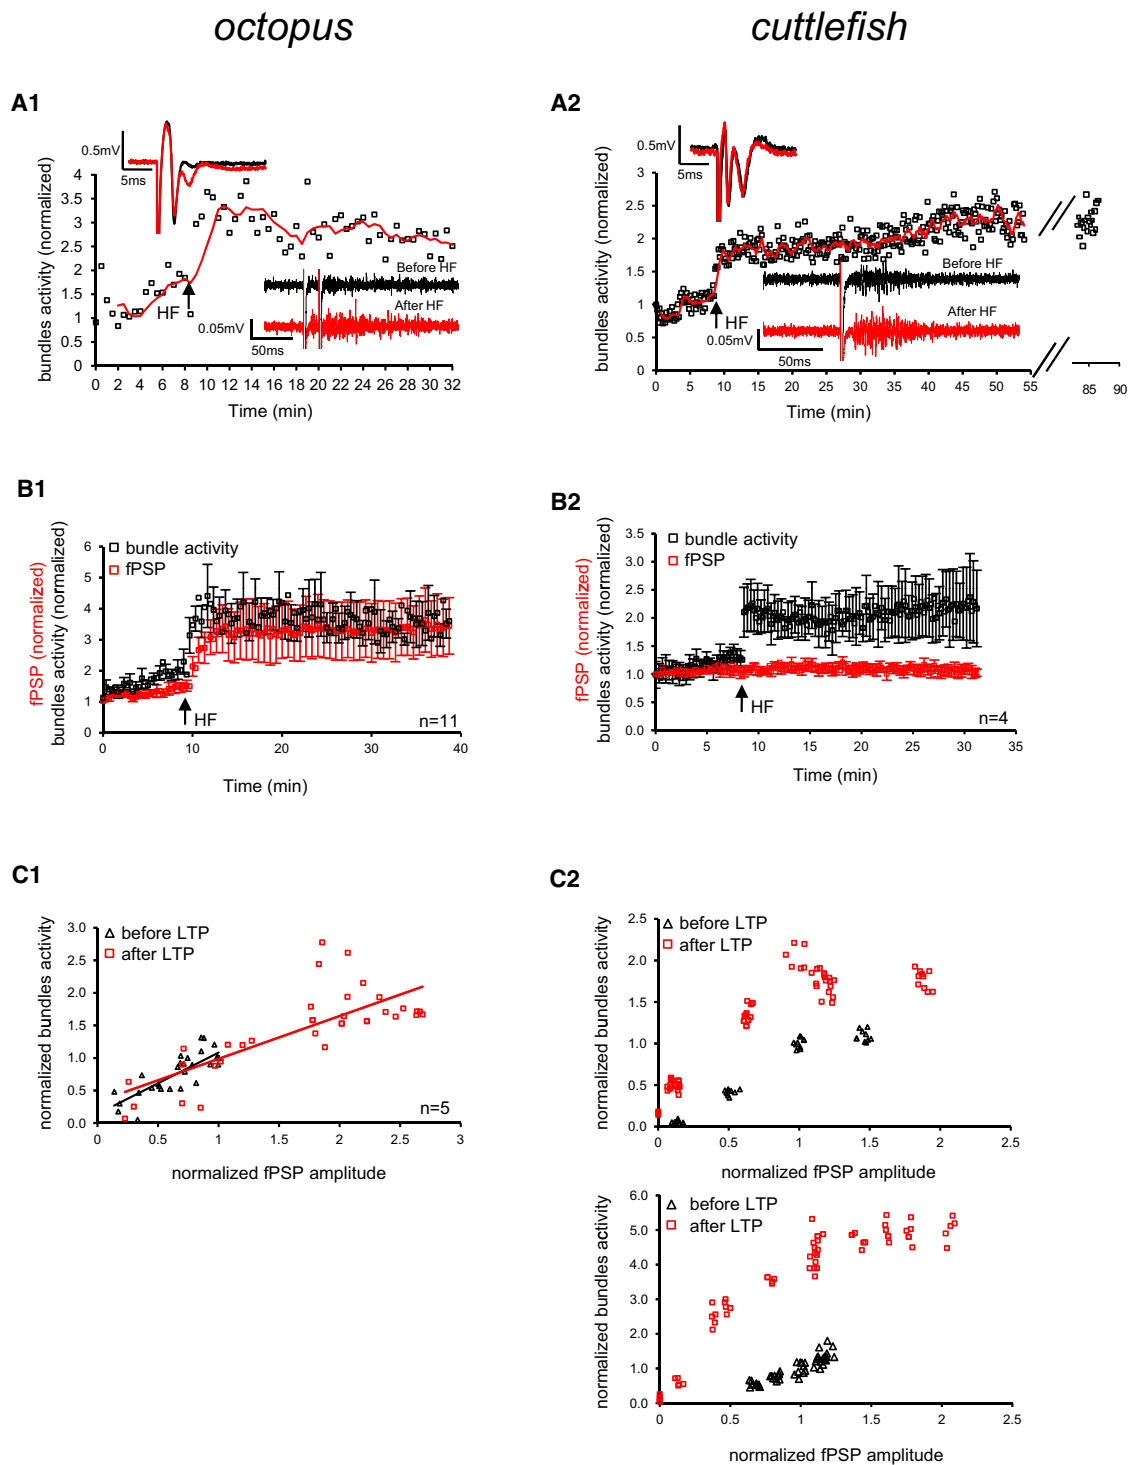 octopus
cuttlefish
A1
0.5mV
5ms
bundles activity (normalized)
4
3.5
3
2.5
2
1.5
1
0.5
0
HF
Before HF
After HF
0.05mV
50ms
0 2 4 6 8 10 12 14 16 18 20 22 24 26 28 30 32
Time (min)
A2
0.5mV
5ms
bundles activity (normalized)
3
2.5
2
1.5
1
0.5
0
HF
Before HF
After HF
0.05mV
50ms
0 5 10 15 20 25 30 35 40 45 50 55 85 90
Time (min)
B1
fPSP (normalized)
bundles activity (normalized)
6
5
4
3
2
1
0
bundle activity
fPSP
HF
n=11
0 10 20 30 40
Time (min)
B2
fPSP (normalized)
bundles activity (normalized)
3.5
3.0
2.5
2.0
1.5
1.0
0.5
0.0
bundle activity
fPSP
HF
n=4
0 5 10 15 20 25 30 35
Time (min)
C1
normalized bundles activity
3.0
2.5
2.0
1.5
1.0
0.5
0.0
before LTP
after LTP
n=5
0 0.5 1 1.5 2 2.5 3
normalized fPSP amplitude
C2
normalized bundles activity
2.5
2.0
1.5
1.0
0.5
0.0
before LTP
after LTP
0 0.5 1 1.5 2 2.5
normalized fPSP amplitude
normalized bundles activity
6.0
5.0
4.0
3.0
2.0
1.0
0.0
before LTP
after LTP
0 0.5 1 1.5 2 2.5
normalized fPSP amplitude